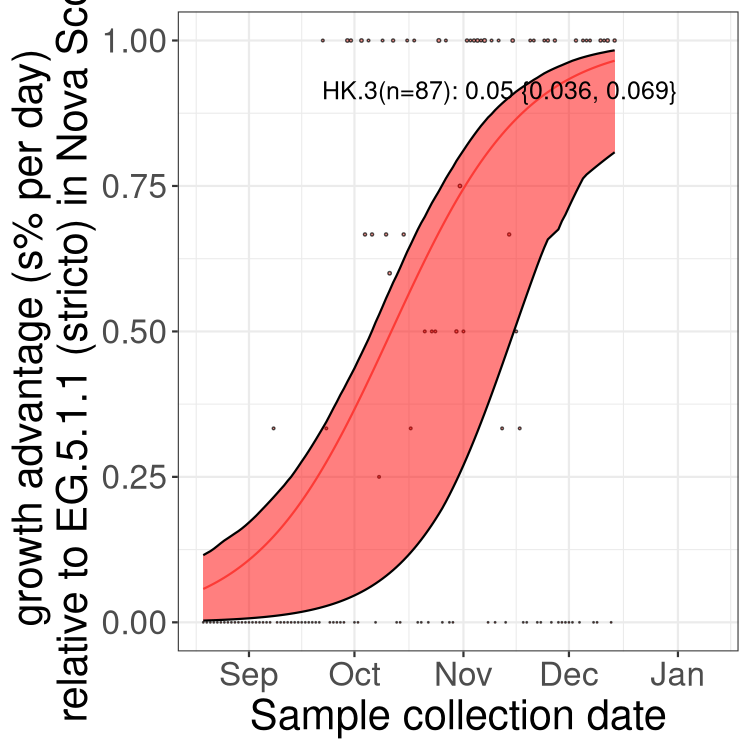 growth advantage (s% per day)
relative to EG.5.1.1 (stricto) in Nova
1.00
0.75
0.50
0.25
0.00
HK.3(n=87): 0.05 {0.036, 0.069}
Sep Oct Nov Dec Jan
Sample collection date